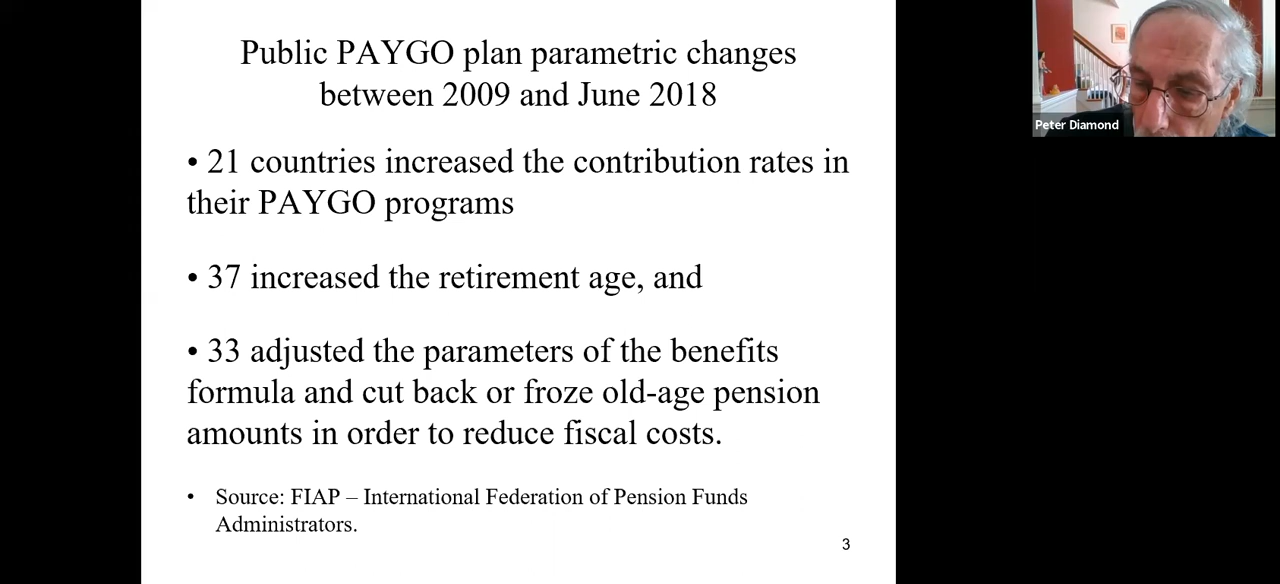 Public PAYGO plan parametric changes
between 2009 and June 2018
• 21 countries increased the contribution rates in
their PAYGO programs
• 37 increased the retirement age, and
• 33 adjusted the parameters of the benefits
formula and cut back or froze old-age pension
amounts in order to reduce fiscal costs.
• Source: FIAP – International Federation of Pension Funds
Administrators.
3
Peter Diamond